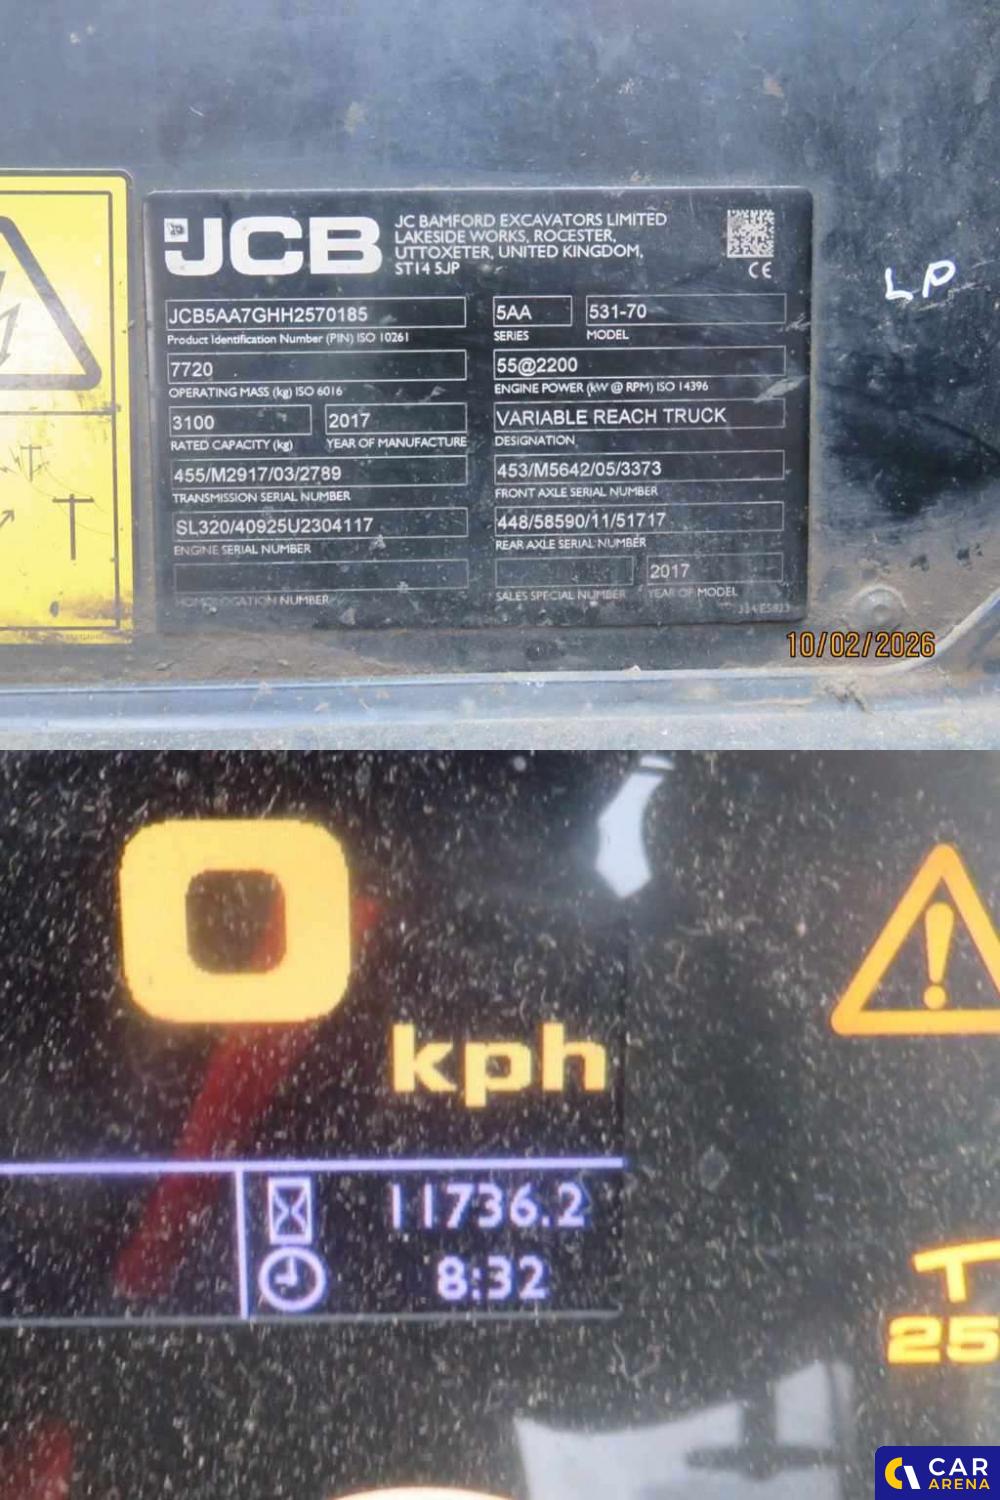 JCB
JC BAMFORD EXCAVATORS LIMITED
LAKESIDE WORKS, ROCESTER,
UTTOXETER, UNITED KINGDOM,
ST14 5JP
CE
JCB5AA7GHH2570185
Product Identification Number (PIN) ISO 10261
5AA
SERIES
531-70
MODEL
7720
OPERATING MASS (kg) ISO 6016
55@2200
ENGINE POWER (kW @ RPM) ISO 14396
3100
RATED CAPACITY (kg)
2017
YEAR OF MANUFACTURE
VARIABLE REACH TRUCK
DESIGNATION
455/M2917/03/2789
TRANSMISSION SERIAL NUMBER
453/M5642/05/3373
FRONT AXLE SERIAL NUMBER
SL320/40925U2304117
ENGINE SERIAL NUMBER
448/58590/11/51717
REAR AXLE SERIAL NUMBER
HOMOLOGATION NUMBER
SALES SPECIAL NUMBER
2017
YEAR OF MODEL
LP
10/02/2026
0
kph
11736.2
8:32
25
CAR
ARENA